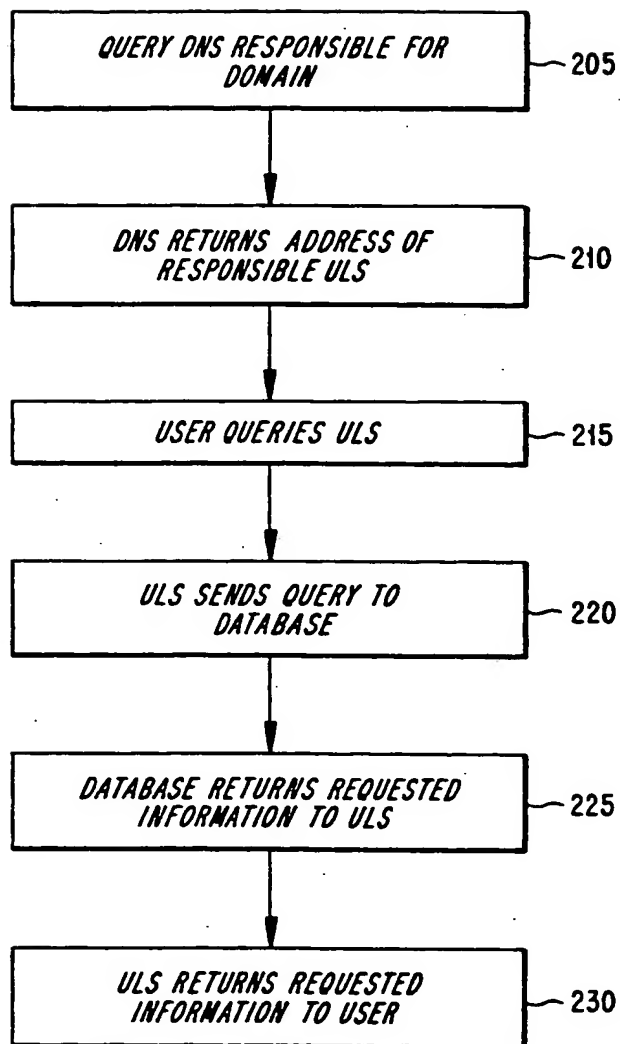 QUERY DNS RESPONSIBLE FOR
DOMAIN
205
DNS RETURNS ADDRESS OF
RESPONSIBLE ULS
210
USER QUERIES ULS
215
ULS SENDS QUERY TO
DATABASE
220
DATABASE RETURNS REQUESTED
INFORMATION TO ULS
225
ULS RETURNS REQUESTED
INFORMATION TO USER
230